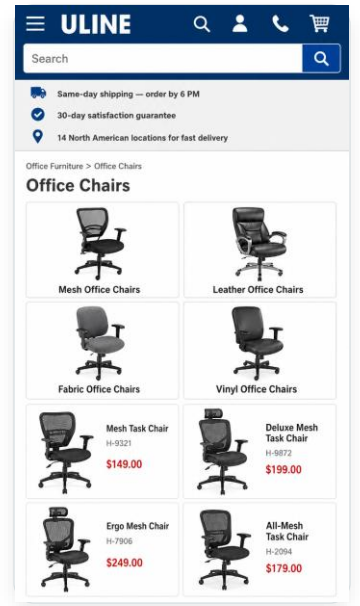 ULINE
Search
Same-day shipping — order by 6 PM
30-day satisfaction guarantee
14 North American locations for fast delivery
Office Furniture > Office Chairs
Office Chairs
Mesh Office Chairs
Leather Office Chairs
Fabric Office Chairs
Vinyl Office Chairs
Mesh Task Chair
H-9321
$149.00
Deluxe Mesh
Task Chair
H-9872
$199.00
Ergo Mesh Chair
H-7906
$249.00
All-Mesh
Task Chair
H-2094
$179.00